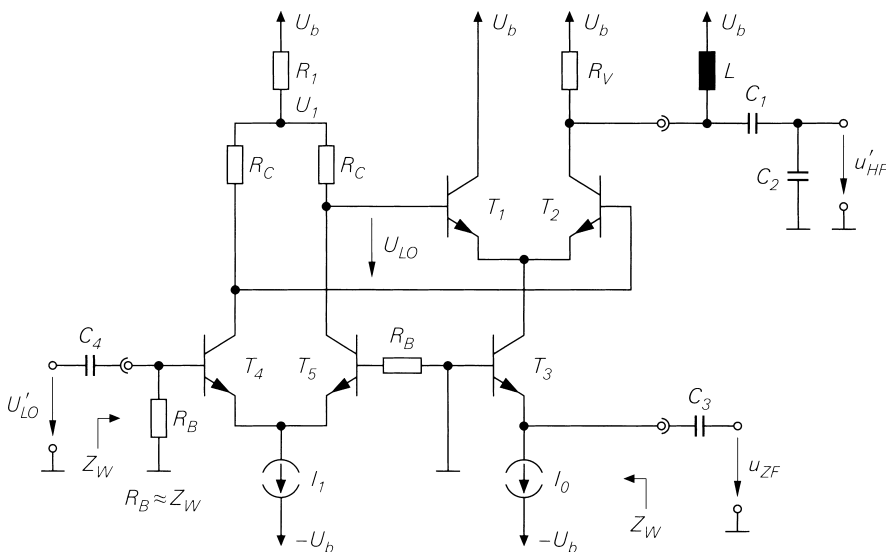 U_b U_b U_b U_b
R_1 R_V L
U_1 C_1
R_C R_C u'_HF
C_2
T_1 T_2
U_LO
C_4 R_B
T_4 T_5 T_3
U'_LO C_3
R_B
Z_W I_1 I_0 u_ZF
R_B ≈ Z_W Z_W
-U_b -U_b